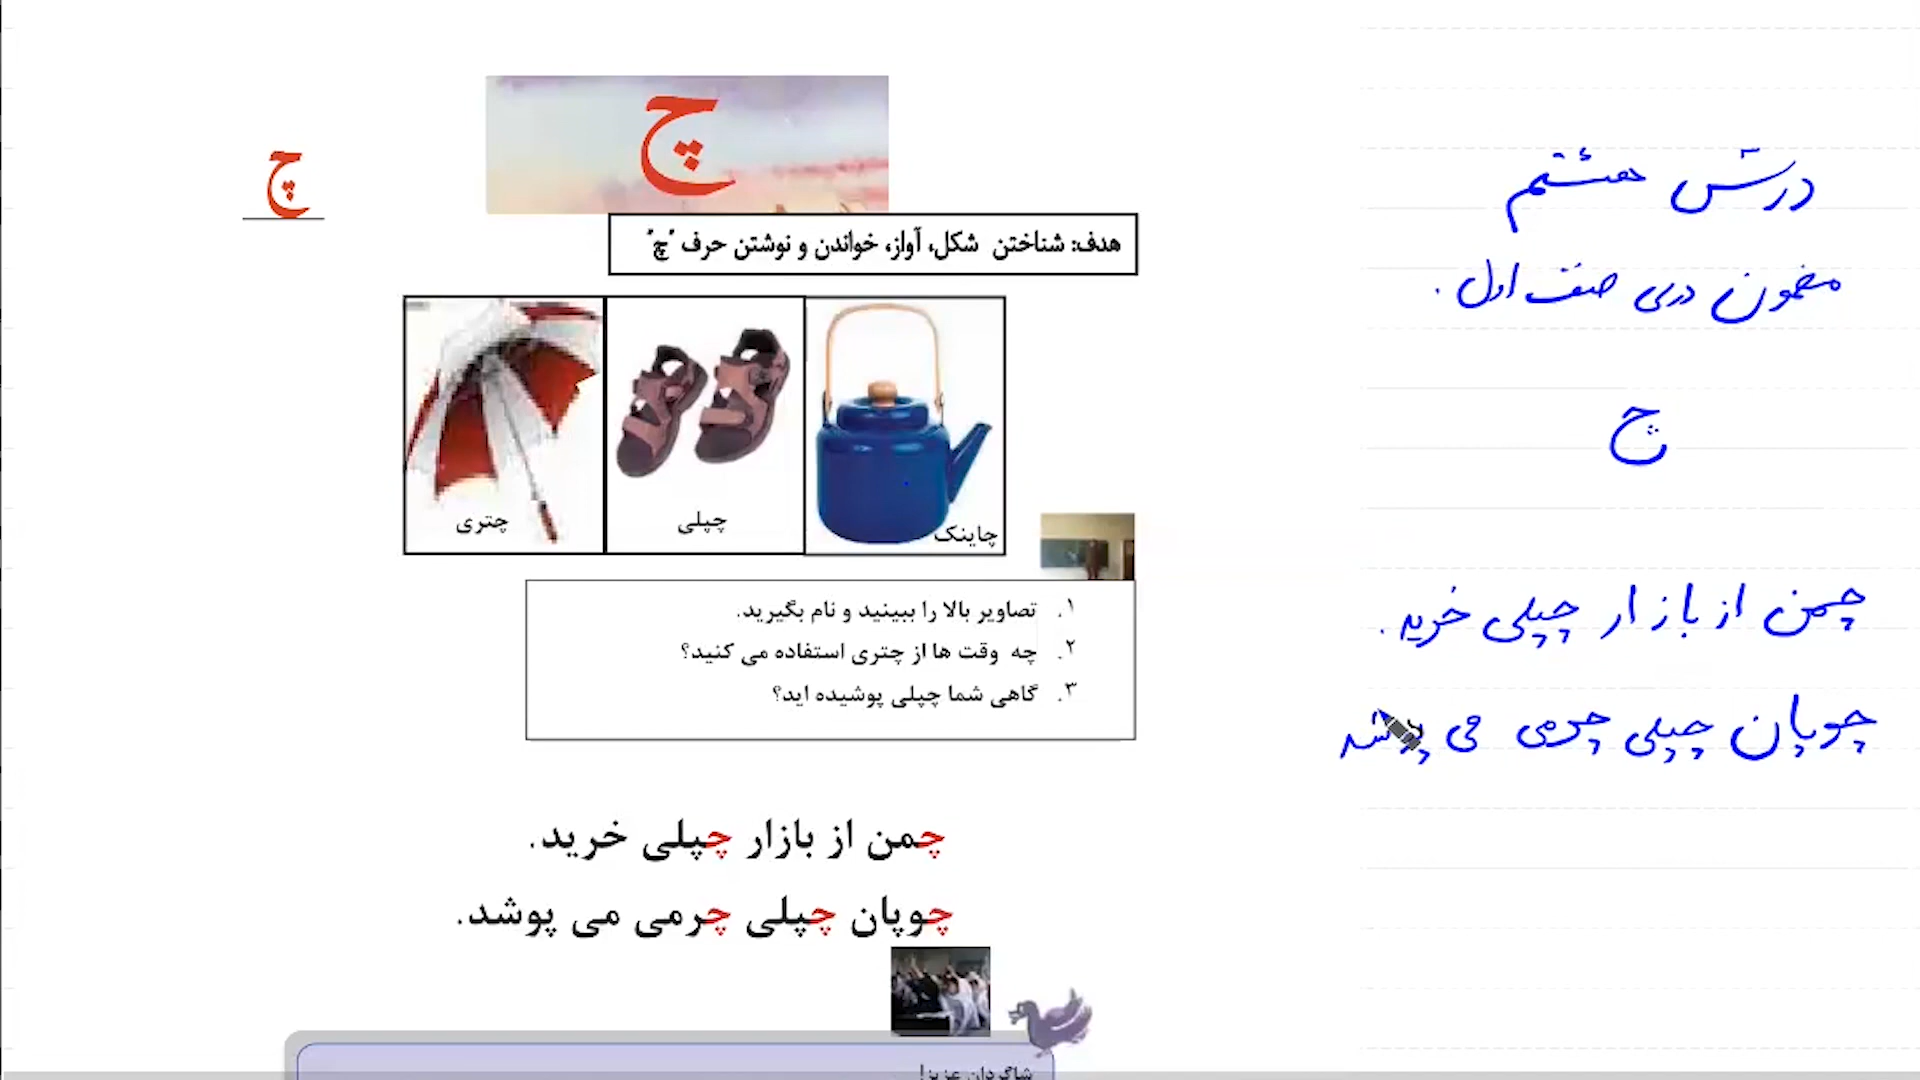 چ
چ
هدف: شناختن شکل، آواز، خواندن و نوشتن حرف "چ"
چاینک
چپلی
چتری
۱. تصاویر بالا را ببینید و نام بگیرید.
۲. چه وقت ها از چتری استفاده می کنید؟
۳. گاهی شما چپلی پوشیده اید؟
چمن از بازار چپلی خرید.
چوپان چپلی چرمی می پوشد.
شاگردان عزیز!
درس هشتم
مضمون دری صنف اول.
چ
چمن از بازار چپلی خرید.
چوپان چپلی چرمی می پوشد